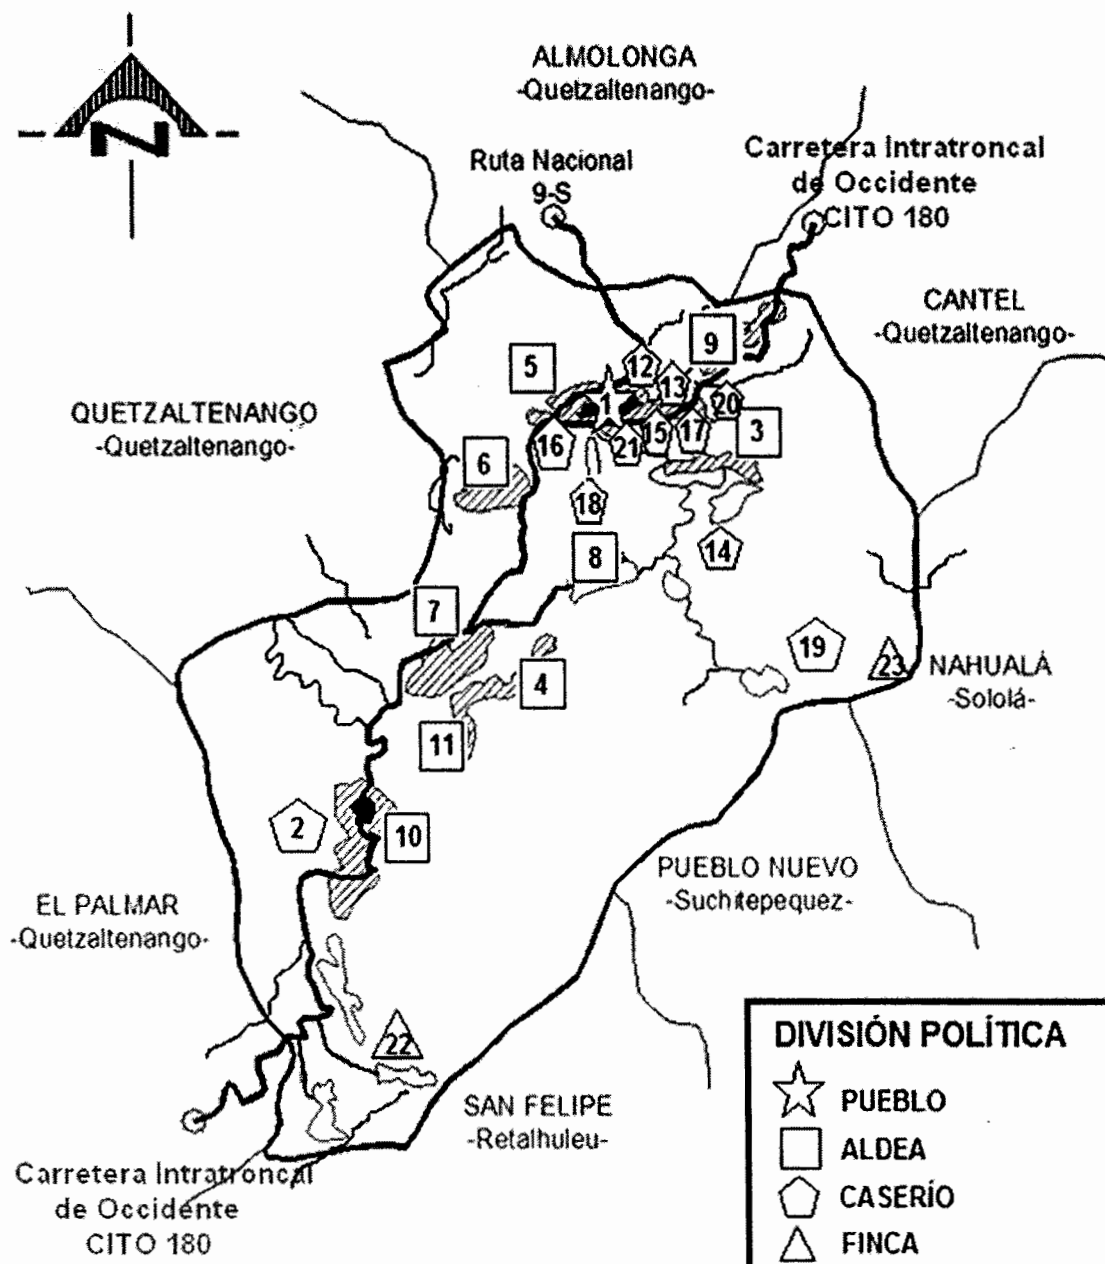 N
ALMOLONGA
-Quetzaltenango-
Ruta Nacional
9-S
Carretera Intratroncal
de Occidente
CITO 180
CANTEL
-Quetzaltenango-
QUETZALTENANGO
-Quetzaltenango-
9
12
5
13
1
20
3
16
21
15
17
6
18
14
8
7
19
23
NAHUALÁ
-Sololá-
4
11
2
10
PUEBLO NUEVO
-Suchitepequez-
EL PALMAR
-Quetzaltenango-
22
SAN FELIPE
-Retalhuleu-
Carretera Intratroncal
de Occidente
CITO 180
DIVISIÓN POLÍTICA
PUEBLO
ALDEA
CASERÍO
FINCA